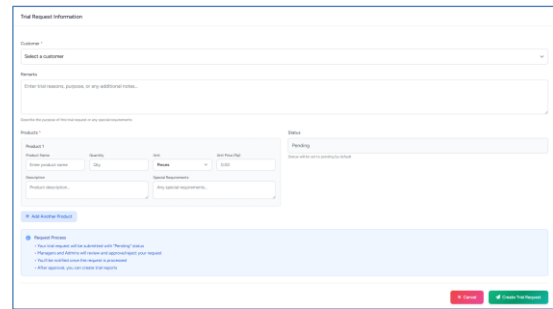 Trial Request Information
Customer *
Select a customer
Remarks
Enter trial reasons, purpose, or any additional notes...
Describe the purpose of this trial request or any special requirements
Products *
Status
Product 1
Pending
Product Name
Quantity
Unit
Unit Price (Rs)
Status will be set to pending by default
Enter product name
Qty
Pieces
0.00
Description
Special Requirements
Product description...
Any special requirements...
+ Add Another Product
Request Process
• Your trial request will be submitted with "Pending" status
• Managers and Admins will review and approve/reject your request
• You'll be notified once the request is processed
• After approval, you can create trial reports
Cancel
Create Trial Request